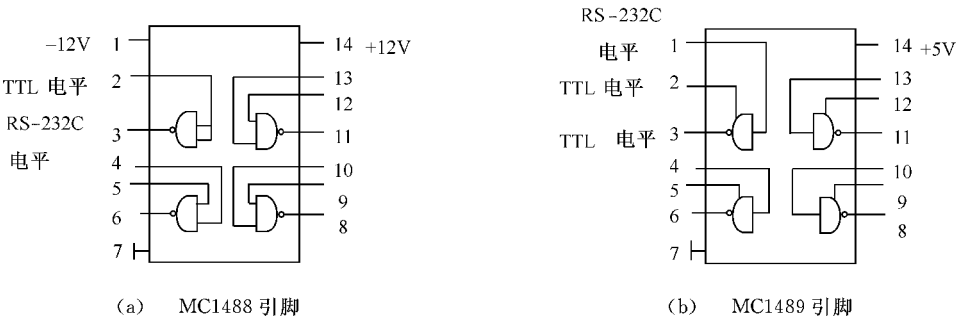 -12V 1 14 +12V
TTL 电平 2 13
12
RS-232C 3 11
电平 4 10
5 9
6 8
7
(a) MC1488 引脚
RS-232C
电平 1 14 +5V
TTL 电平 2 13
12
TTL 电平 3 11
4 10
5 9
6 8
7
(b) MC1489 引脚